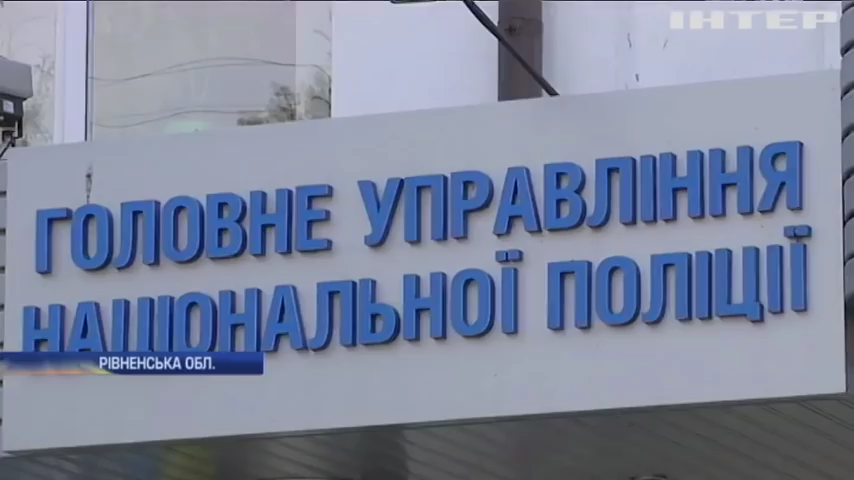 ІНТЕР
ГОЛОВНЕ УПРАВЛІННЯ
НАЦІОНАЛЬНОЇ ПОЛІЦІЇ
РІВНЕНСЬКА ОБЛ.